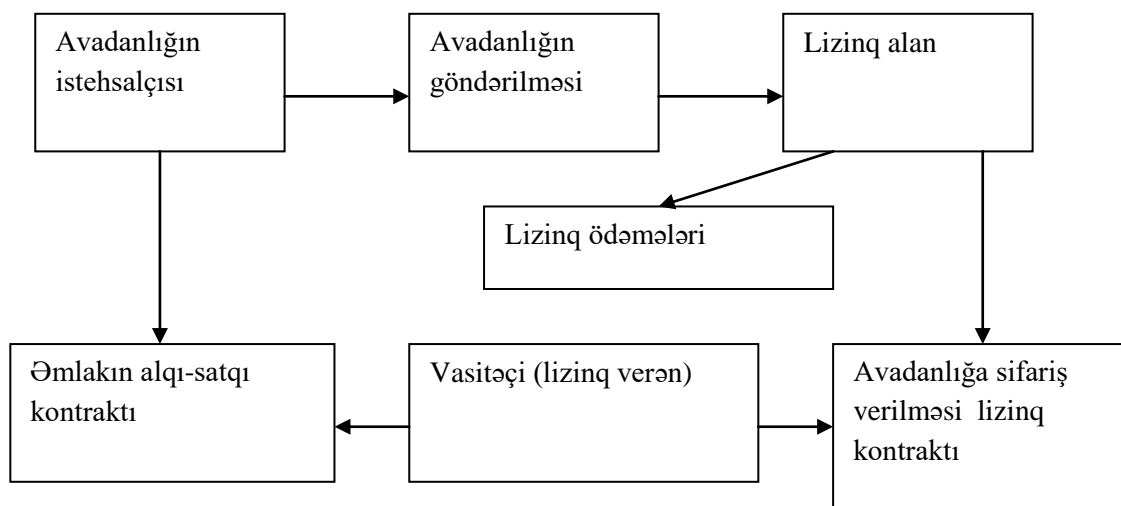 Avadanlığın
istehsalçısı
Avadanlığın
göndərilməsi
Lizinq alan
Lizinq ödəmələri
Əmlakın alqı-satqı
kontraktı
Vasitəçi (lizinq verən)
Avadanlığa sifariş
verilməsi lizinq
kontraktı